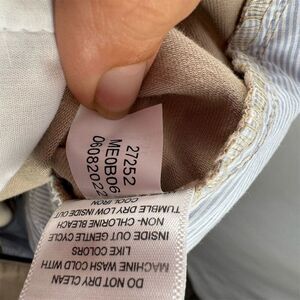 27252
ME0B06
06082022
MACHINE WASH COLD WITH
LIKE COLORS
INSIDE OUT GENTLE CYCLE
NON-CHLORINE BLEACH
TUMBLE DRY LOW INSIDE OUT
COOL IRON
DO NOT DRY CLEAN